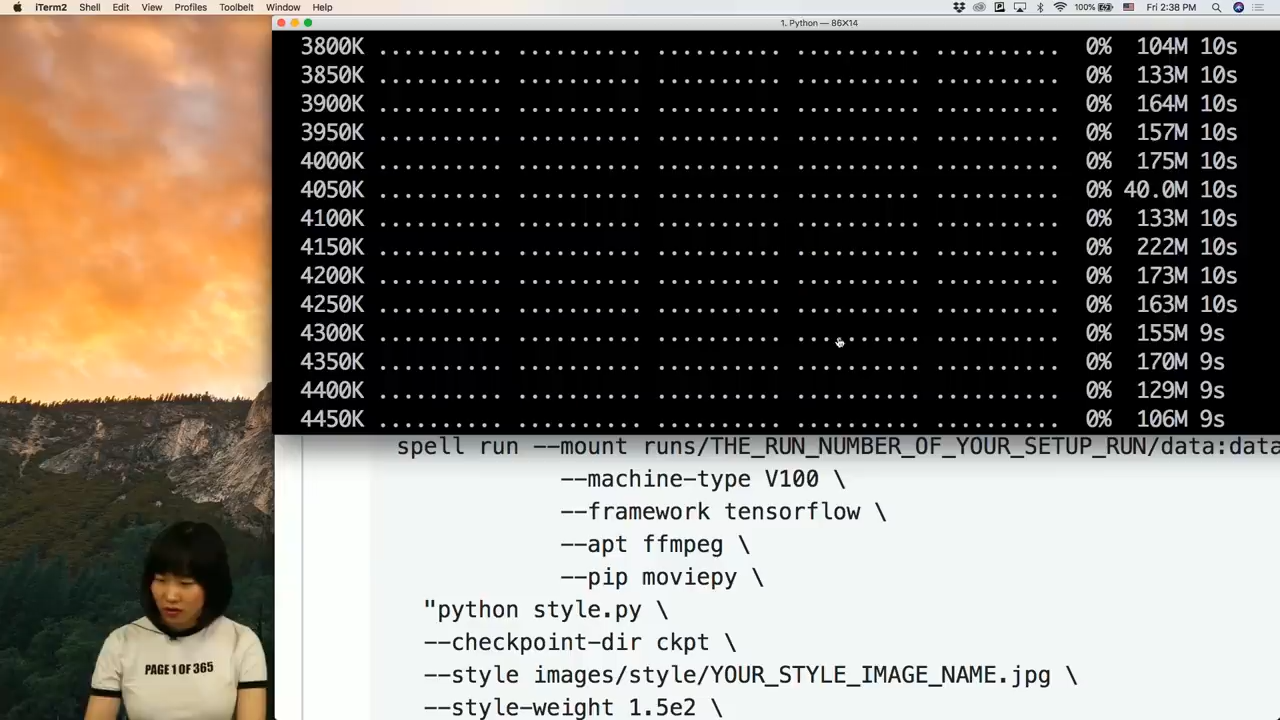 iTerm2 Shell Edit View Profiles Toolbelt Window Help 100% Fri 2:38 PM
1. Python — 86×14
3800K .......... .......... .......... .......... .......... 0% 104M 10s
3850K .......... .......... .......... .......... .......... 0% 133M 10s
3900K .......... .......... .......... .......... .......... 0% 164M 10s
3950K .......... .......... .......... .......... .......... 0% 157M 10s
4000K .......... .......... .......... .......... .......... 0% 175M 10s
4050K .......... .......... .......... .......... .......... 0% 40.0M 10s
4100K .......... .......... .......... .......... .......... 0% 133M 10s
4150K .......... .......... .......... .......... .......... 0% 222M 10s
4200K .......... .......... .......... .......... .......... 0% 173M 10s
4250K .......... .......... .......... .......... .......... 0% 163M 10s
4300K .......... .......... .......... .......... .......... 0% 155M 9s
4350K .......... .......... .......... .......... .......... 0% 170M 9s
4400K .......... .......... .......... .......... .......... 0% 129M 9s
4450K .......... .......... .......... .......... .......... 0% 106M 9s
spell run --mount runs/THE_RUN_NUMBER_OF_YOUR_SETUP_RUN/data:data
--machine-type V100 \
--framework tensorflow \
--apt ffmpeg \
--pip moviepy \
"python style.py \
--checkpoint-dir ckpt \
--style images/style/YOUR_STYLE_IMAGE_NAME.jpg \
--style-weight 1.5e2 \
PAGE 1 OF 365